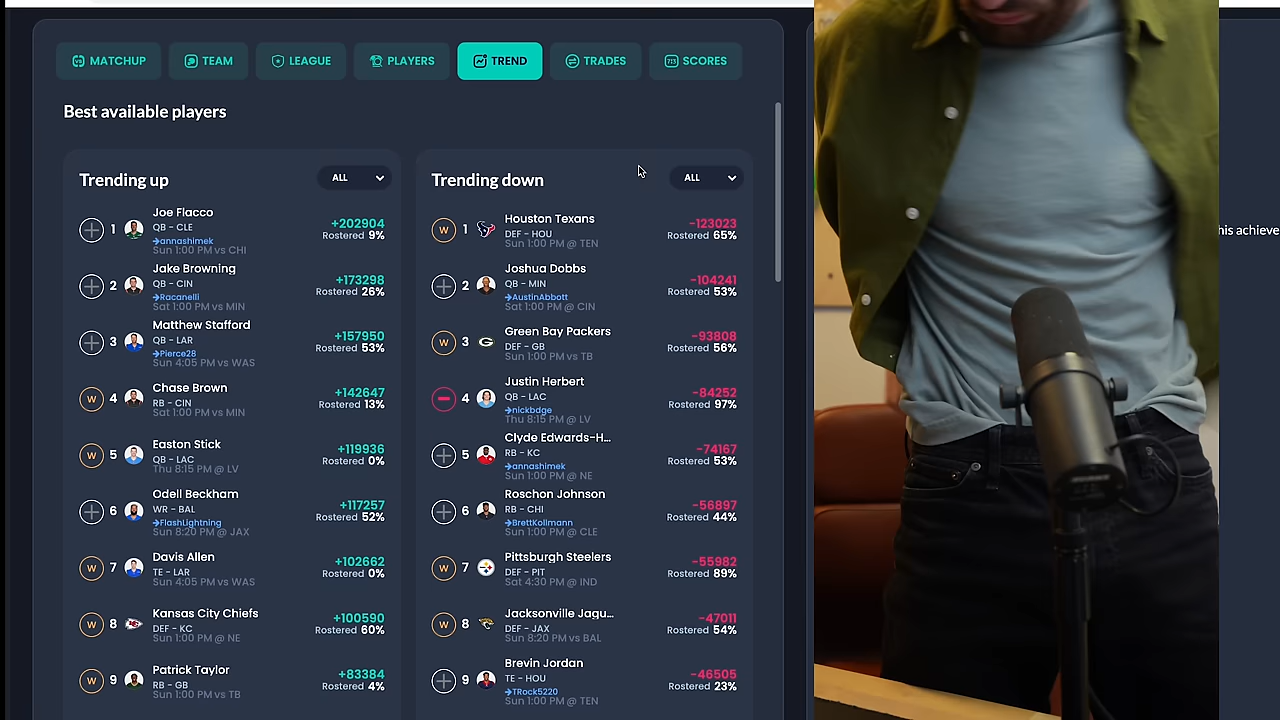 MATCHUP TEAM LEAGUE PLAYERS TREND TRADES SCORES
Best available players
Trending up
ALL
1
Joe Flacco
QB - CLE
annashimek
Sun 1:00 PM vs CHI
+202904
Rostered 9%
2
Jake Browning
QB - CIN
Racanelli
Sat 1:00 PM vs MIN
+173298
Rostered 26%
3
Matthew Stafford
QB - LAR
Pierce28
Sun 4:05 PM vs WAS
+157950
Rostered 53%
W
4
Chase Brown
RB - CIN
Sat 1:00 PM vs MIN
+142647
Rostered 13%
W
5
Easton Stick
QB - LAC
Thu 8:15 PM @ LV
+119936
Rostered 0%
6
Odell Beckham
WR - BAL
FlashLightning
Sun 8:20 PM @ JAX
+117257
Rostered 52%
W
7
Davis Allen
TE - LAR
Sun 4:05 PM vs WAS
+102662
Rostered 0%
W
8
Kansas City Chiefs
DEF - KC
Sun 1:00 PM @ NE
+100590
Rostered 60%
W
9
Patrick Taylor
RB - GB
Sun 1:00 PM vs TB
+83384
Rostered 4%
Trending down
ALL
W
1
Houston Texans
DEF - HOU
Sun 1:00 PM @ TEN
-123023
Rostered 65%
2
Joshua Dobbs
QB - MIN
AustinAbbott
Sat 1:00 PM @ CIN
-104241
Rostered 53%
W
3
Green Bay Packers
DEF - GB
Sun 1:00 PM vs TB
-93808
Rostered 56%
4
Justin Herbert
QB - LAC
nickbdge
Thu 8:15 PM @ LV
-84252
Rostered 97%
5
Clyde Edwards-H...
RB - KC
annashimek
Sun 1:00 PM @ NE
-74167
Rostered 53%
6
Roschon Johnson
RB - CHI
BrettKollmann
Sun 1:00 PM @ CLE
-56897
Rostered 44%
W
7
Pittsburgh Steelers
DEF - PIT
Sat 4:30 PM @ IND
-55982
Rostered 89%
W
8
Jacksonville Jagu...
DEF - JAX
Sun 8:20 PM vs BAL
-47011
Rostered 54%
9
Brevin Jordan
TE - HOU
TRock5220
Sun 1:00 PM @ TEN
-46505
Rostered 23%
his achieve